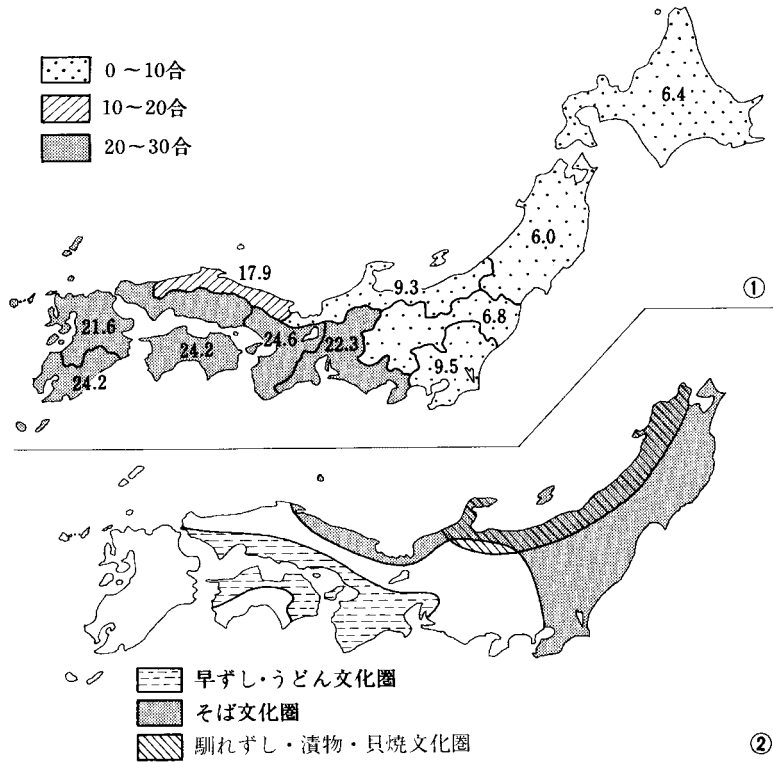 0～10合
10～20合
20～30合
6.4
6.0
17.9
9.3
①
6.8
21.6
24.6
22.3
24.2
9.5
24.2
早ずし・うどん文化圏
そば文化圏
馴れずし・漬物・貝焼文化圏
②